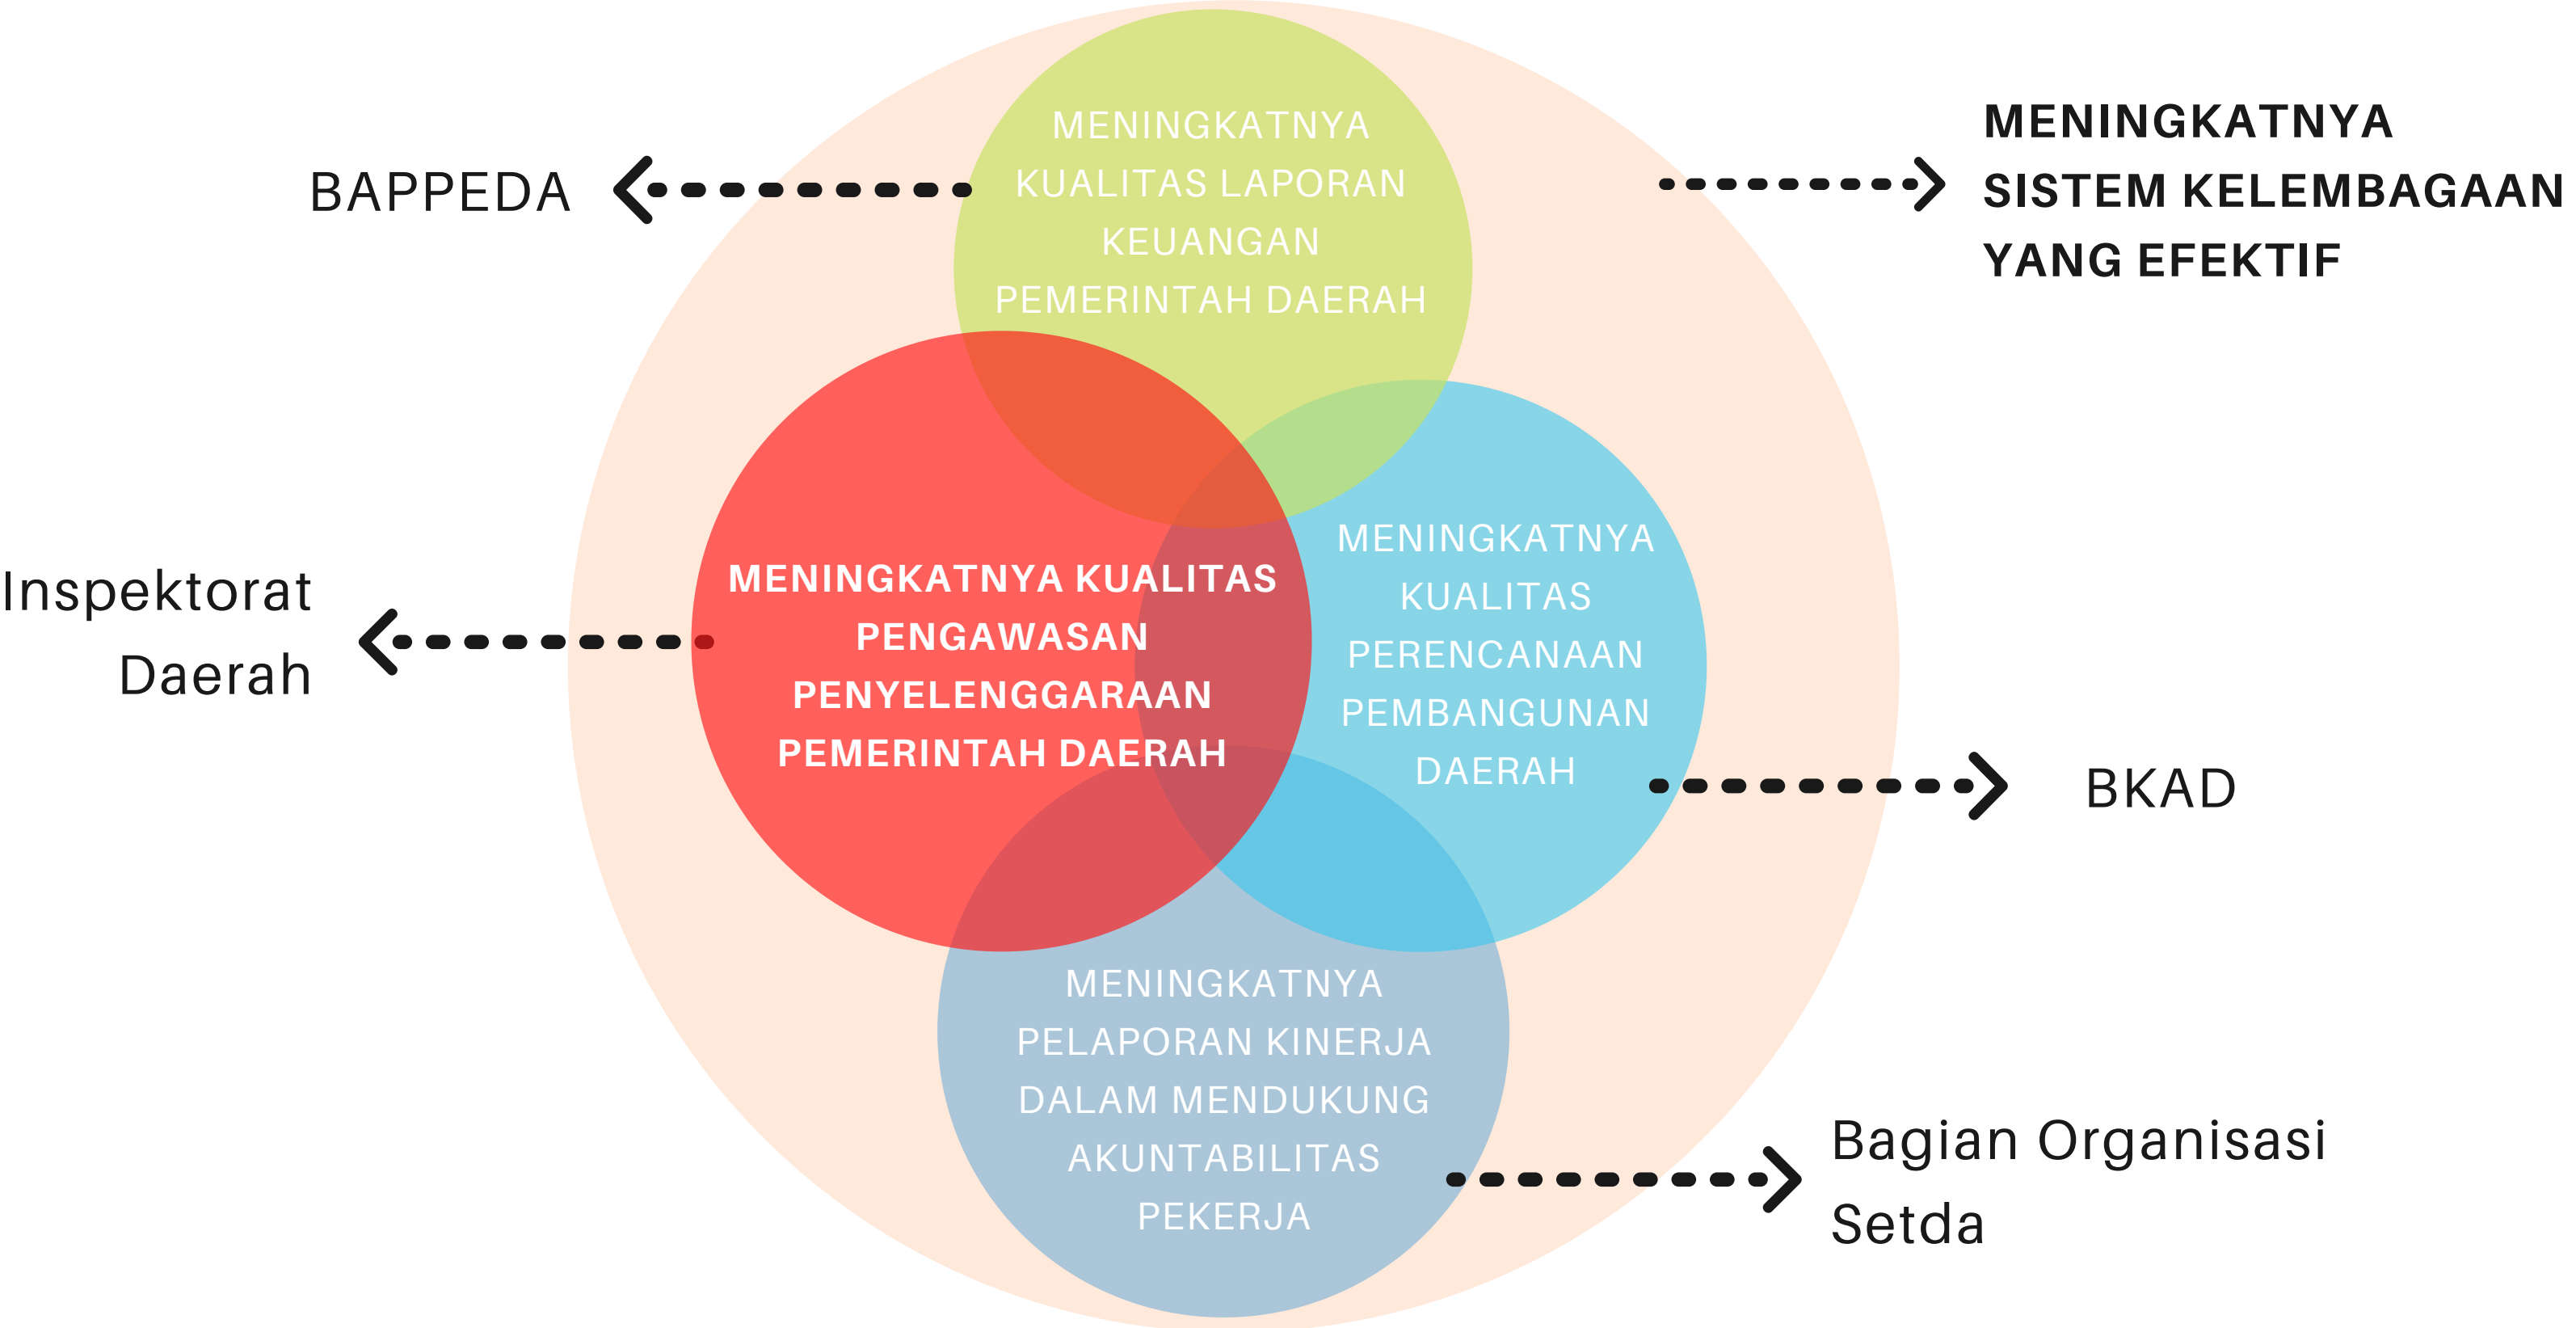 BAPPEDA
MENINGKATNYA
KUALITAS LAPORAN
KEUANGAN
PEMERINTAH DAERAH
MENINGKATNYA
SISTEM KELEMBAGAAN
YANG EFEKTIF
Inspektorat
Daerah
MENINGKATNYA KUALITAS
PENGAWASAN
PENYELENGGARAAN
PEMERINTAH DAERAH
MENINGKATNYA
KUALITAS
PERENCANAAN
PEMBANGUNAN
DAERAH
BKAD
MENINGKATNYA
PELAPORAN KINERJA
DALAM MENDUKUNG
AKUNTABILITAS
PEKERJA
Bagian Organisasi
Setda